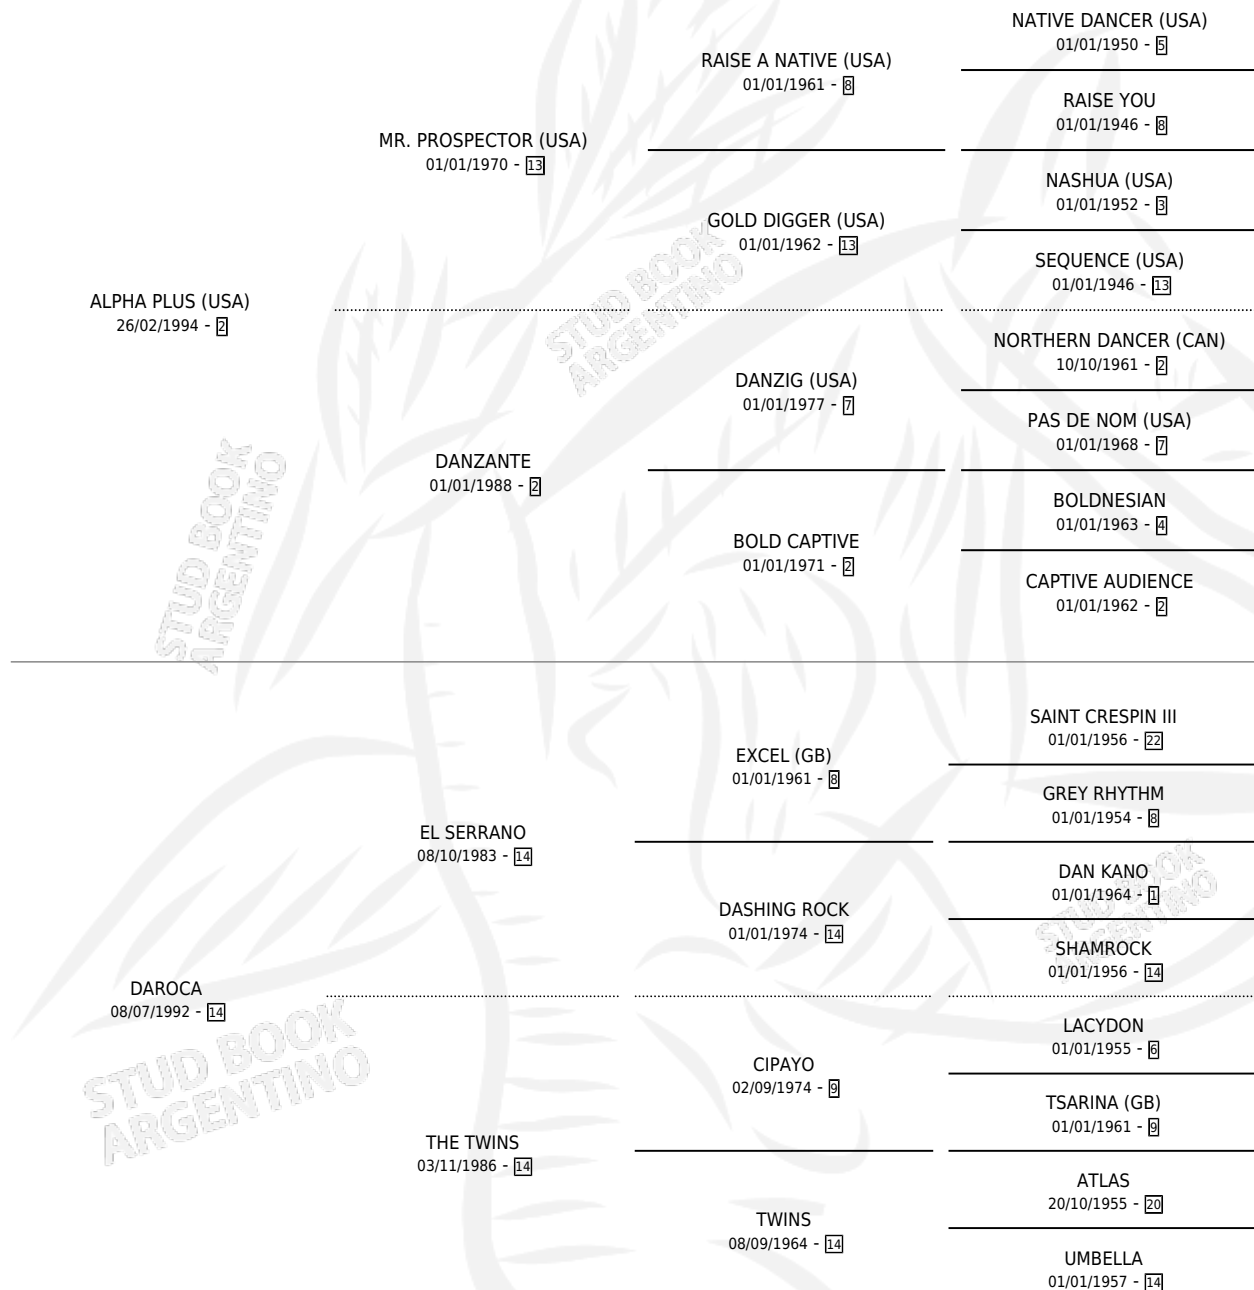 NATIVE DANCER (USA)
01/01/1950 - 5
RAISE A NATIVE (USA)
01/01/1961 - 8
RAISE YOU
01/01/1946 - 8
MR. PROSPECTOR (USA)
01/01/1970 - 13
NASHUA (USA)
01/01/1952 - 3
GOLD DIGGER (USA)
01/01/1962 - 13
SEQUENCE (USA)
01/01/1946 - 13
ALPHA PLUS (USA)
26/02/1994 - 2
STUD BOOK
ARGENTINO
NORTHERN DANCER (CAN)
10/10/1961 - 2
DANZIG (USA)
01/01/1977 - 7
PAS DE NOM (USA)
01/01/1968 - 7
DANZANTE
01/01/1988 - 2
BOLDNESIAN
01/01/1963 - 4
BOLD CAPTIVE
01/01/1971 - 2
CAPTIVE AUDIENCE
01/01/1962 - 2
STUD BOOK
ARGENTINO
SAINT CRESPIN III
01/01/1956 - 22
EXCEL (GB)
01/01/1961 - 8
GREY RHYTHM
01/01/1954 - 8
EL SERRANO
08/10/1983 - 14
DAN KANO
01/01/1964 - 1
DASHING ROCK
01/01/1974 - 14
STUD BOOK
ARGENTINO
SHAMROCK
01/01/1956 - 14
DAROCA
08/07/1992 - 14
LACYDON
01/01/1955 - 6
CIPAYO
02/09/1974 - 9
STUD BOOK
ARGENTINO
TSARINA (GB)
01/01/1961 - 9
THE TWINS
03/11/1986 - 14
ATLAS
20/10/1955 - 20
TWINS
08/09/1964 - 14
UMBELLA
01/01/1957 - 14